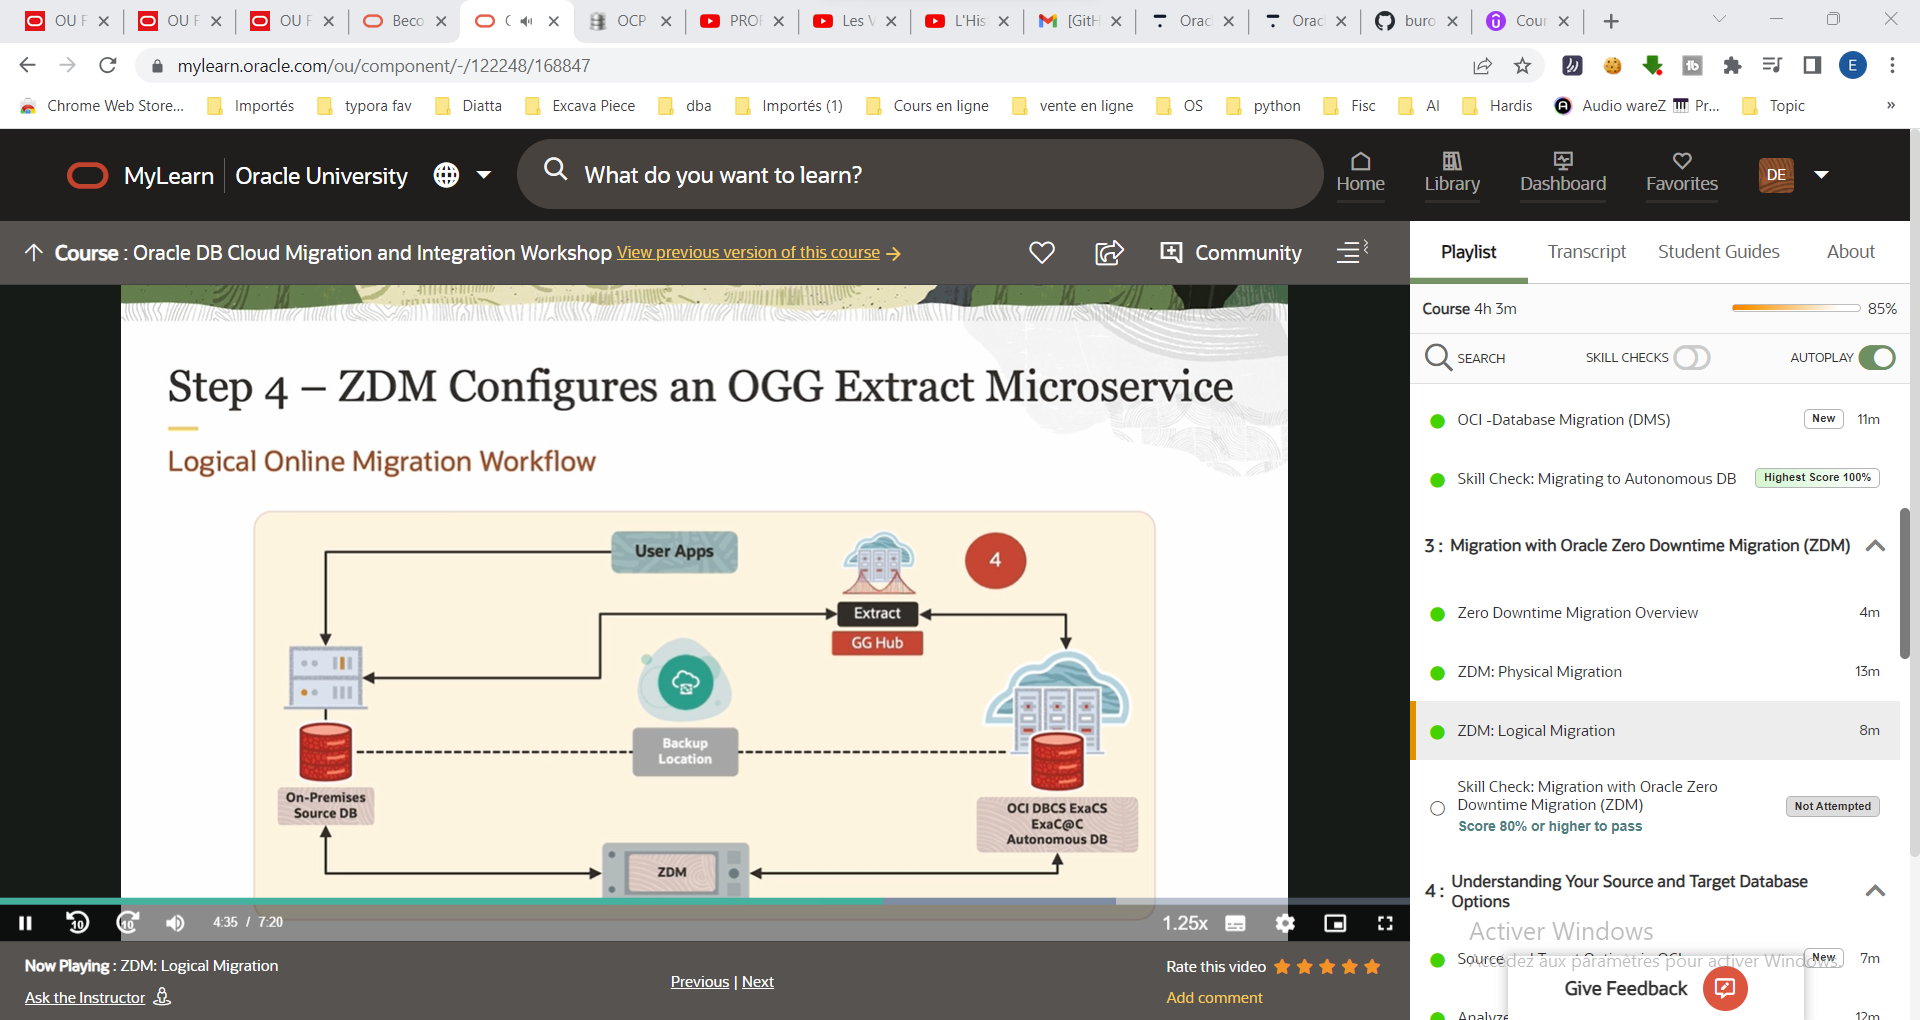 OU F
OU F
OU F
Beco
OCP
PROF
Les V
L'His
[GitH
Orac
Orac
buro
Cour
mylearn.oracle.com/ou/component/-/122248/168847
E
Chrome Web Store...
Importés
typora fav
Diatta
Excava Piece
dba
Importés (1)
Cours en ligne
vente en ligne
OS
python
Fisc
AI
Hardis
Audio wareZ
Pr...
Topic
»
MyLearn
Oracle University
What do you want to learn?
Home
Library
Dashboard
Favorites
DE
Course : Oracle DB Cloud Migration and Integration Workshop View previous version of this course
Community
Playlist
Transcript
Student Guides
About
Course 4h 3m
85%
SEARCH
SKILL CHECKS
AUTOPLAY
Step 4 – ZDM Configures an OGG Extract Microservice
Logical Online Migration Workflow
User Apps
4
Extract
GG Hub
Backup
Location
On-Premises
Source DB
OCI DBCS ExaCS
ExaC@C
Autonomous DB
ZDM
10
10
4:35 / 7:20
1.25x
OCI -Database Migration (DMS)
New
11m
Skill Check: Migrating to Autonomous DB
Highest Score 100%
3 : Migration with Oracle Zero Downtime Migration (ZDM)
Zero Downtime Migration Overview
4m
ZDM: Physical Migration
13m
ZDM: Logical Migration
8m
Skill Check: Migration with Oracle Zero
Downtime Migration (ZDM)
Not Attempted
Score 80% or higher to pass
4 : Understanding Your Source and Target Database
Options
Activer Windows
Accédez aux paramètres pour activer Windows.
New
7m
Give Feedback
Analyze
12m
Now Playing : ZDM: Logical Migration
Ask the Instructor
Previous | Next
Rate this video
Add comment